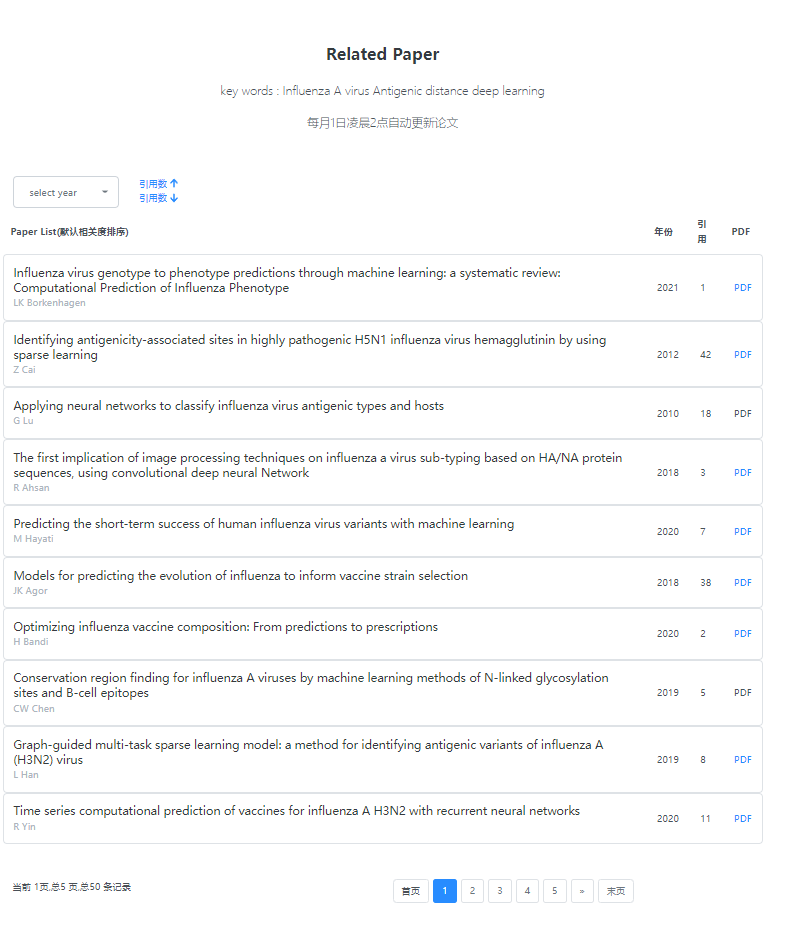 Related Paper
key words : Influenza A virus Antigenic distance deep learning
每月1日凌晨2点自动更新论文
select year
引用数↑
引用数↓
Paper List(默认相关度排序) 年份 引用 PDF
Influenza virus genotype to phenotype predictions through machine learning: a systematic review:
Computational Prediction of Influenza Phenotype
LK Borkenhagen
2021 1 PDF
Identifying antigenicity-associated sites in highly pathogenic H5N1 influenza virus hemagglutinin by using
sparse learning
Z Cai
2012 42 PDF
Applying neural networks to classify influenza virus antigenic types and hosts
G Lu
2010 18 PDF
The first implication of image processing techniques on influenza a virus sub-typing based on HA/NA protein
sequences, using convolutional deep neural Network
R Ahsan
2018 3 PDF
Predicting the short-term success of human influenza virus variants with machine learning
M Hayati
2020 7 PDF
Models for predicting the evolution of influenza to inform vaccine strain selection
JK Agor
2018 38 PDF
Optimizing influenza vaccine composition: From predictions to prescriptions
H Bandi
2020 2 PDF
Conservation region finding for influenza A viruses by machine learning methods of N-linked glycosylation
sites and B-cell epitopes
CW Chen
2019 5 PDF
Graph-guided multi-task sparse learning model: a method for identifying antigenic variants of influenza A
(H3N2) virus
L Han
2019 8 PDF
Time series computational prediction of vaccines for influenza A H3N2 with recurrent neural networks
R Yin
2020 11 PDF
当前 1页,总5 页,总50 条记录
首页 1 2 3 4 5 » 末页